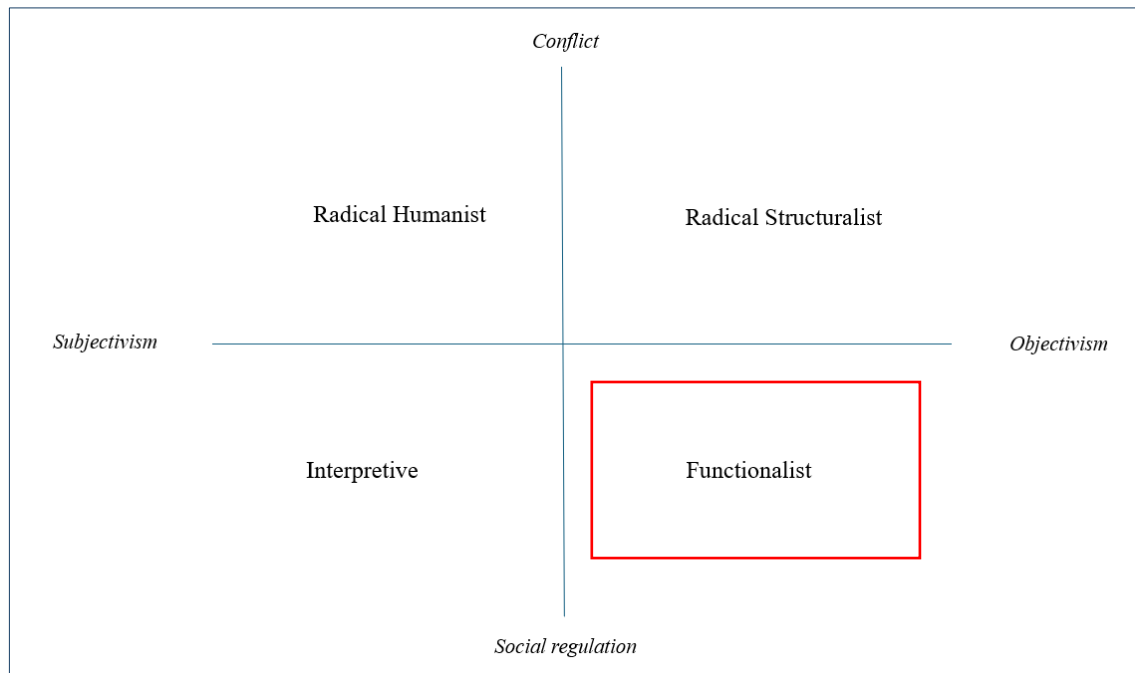 Conflict
Radical Humanist
Radical Structuralist
Subjectivism
Objectivism
Interpretive
Functionalist
Social regulation